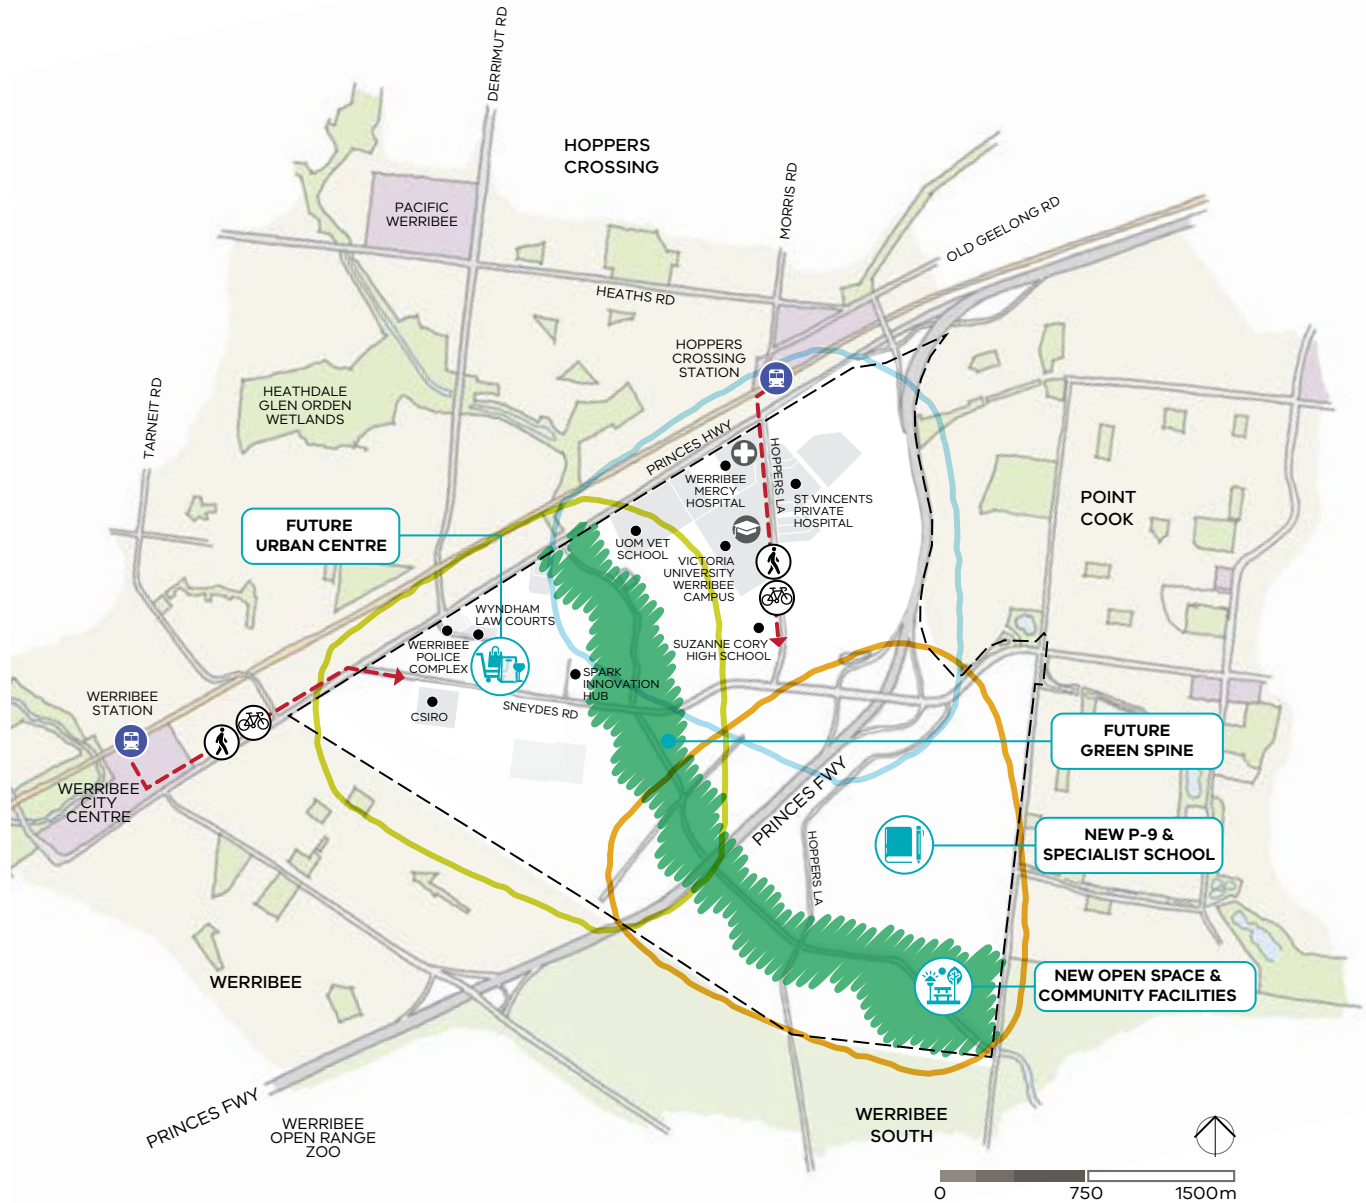 DERRIMUT RD
HOPPERS
CROSSING
MORRIS RD
PACIFIC
WERRIBEE
OLD GEELONG RD
HEATHS RD
HOPPERS
CROSSING
STATION
TARNEIT RD
HEATHDALE
GLEN ORDEN
WETLANDS
PRINCES HWY
HOPPERS LA
WERRIBEE
MERCY
HOSPITAL
ST VINCENTS
PRIVATE
HOSPITAL
POINT
COOK
FUTURE
URBAN CENTRE
UOM VET
SCHOOL
VICTORIA
UNIVERSITY
WERRIBEE
CAMPUS
WYNDHAM
LAW COURTS
WERRIBEE
POLICE
COMPLEX
SUZANNE CORY
HIGH SCHOOL
SPARK
INNOVATION
HUB
WERRIBEE
STATION
CSIRO
SNEYDES RD
FUTURE
GREEN SPINE
WERRIBEE
CITY
CENTRE
PRINCES FWY
HOPPERS LA
NEW P-9 &
SPECIALIST SCHOOL
WERRIBEE
NEW OPEN SPACE &
COMMUNITY FACILITIES
PRINCES FWY
WERRIBEE
OPEN RANGE
ZOO
WERRIBEE
SOUTH
0 750 1500m